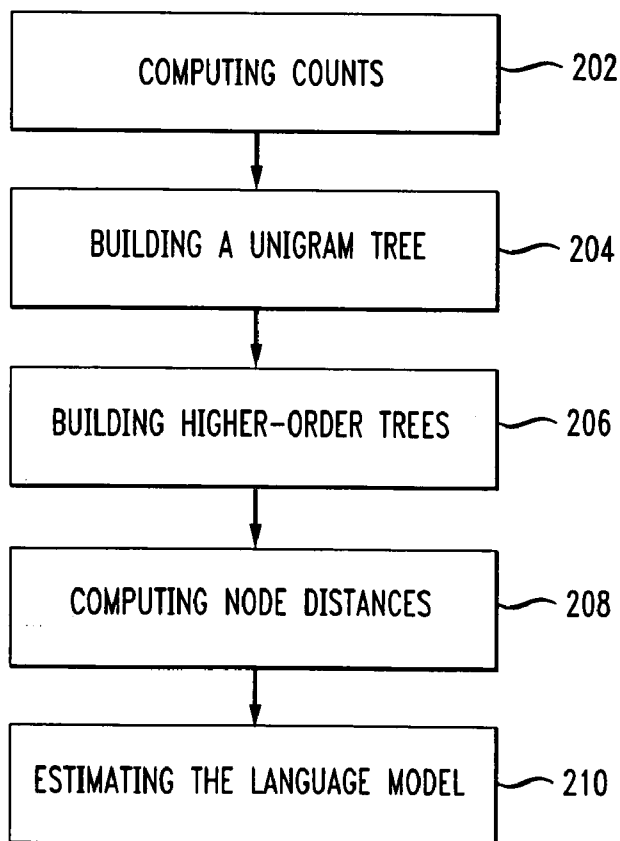 COMPUTING COUNTS 202
BUILDING A UNIGRAM TREE 204
BUILDING HIGHER-ORDER TREES 206
COMPUTING NODE DISTANCES 208
ESTIMATING THE LANGUAGE MODEL 210